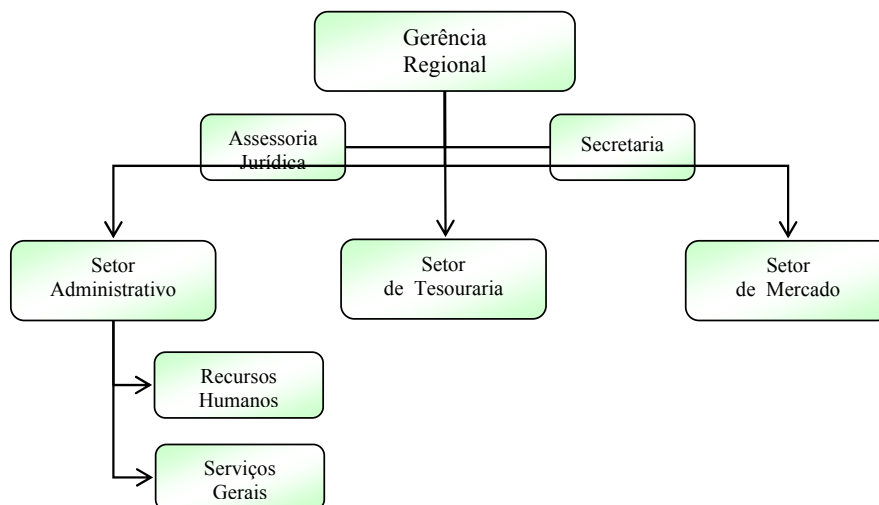 Gerência
Regional
Assessoria
Jurídica
Secretaria
Setor
Administrativo
Setor
de Tesouraria
Setor
de Mercado
Recursos
Humanos
Serviços
Gerais